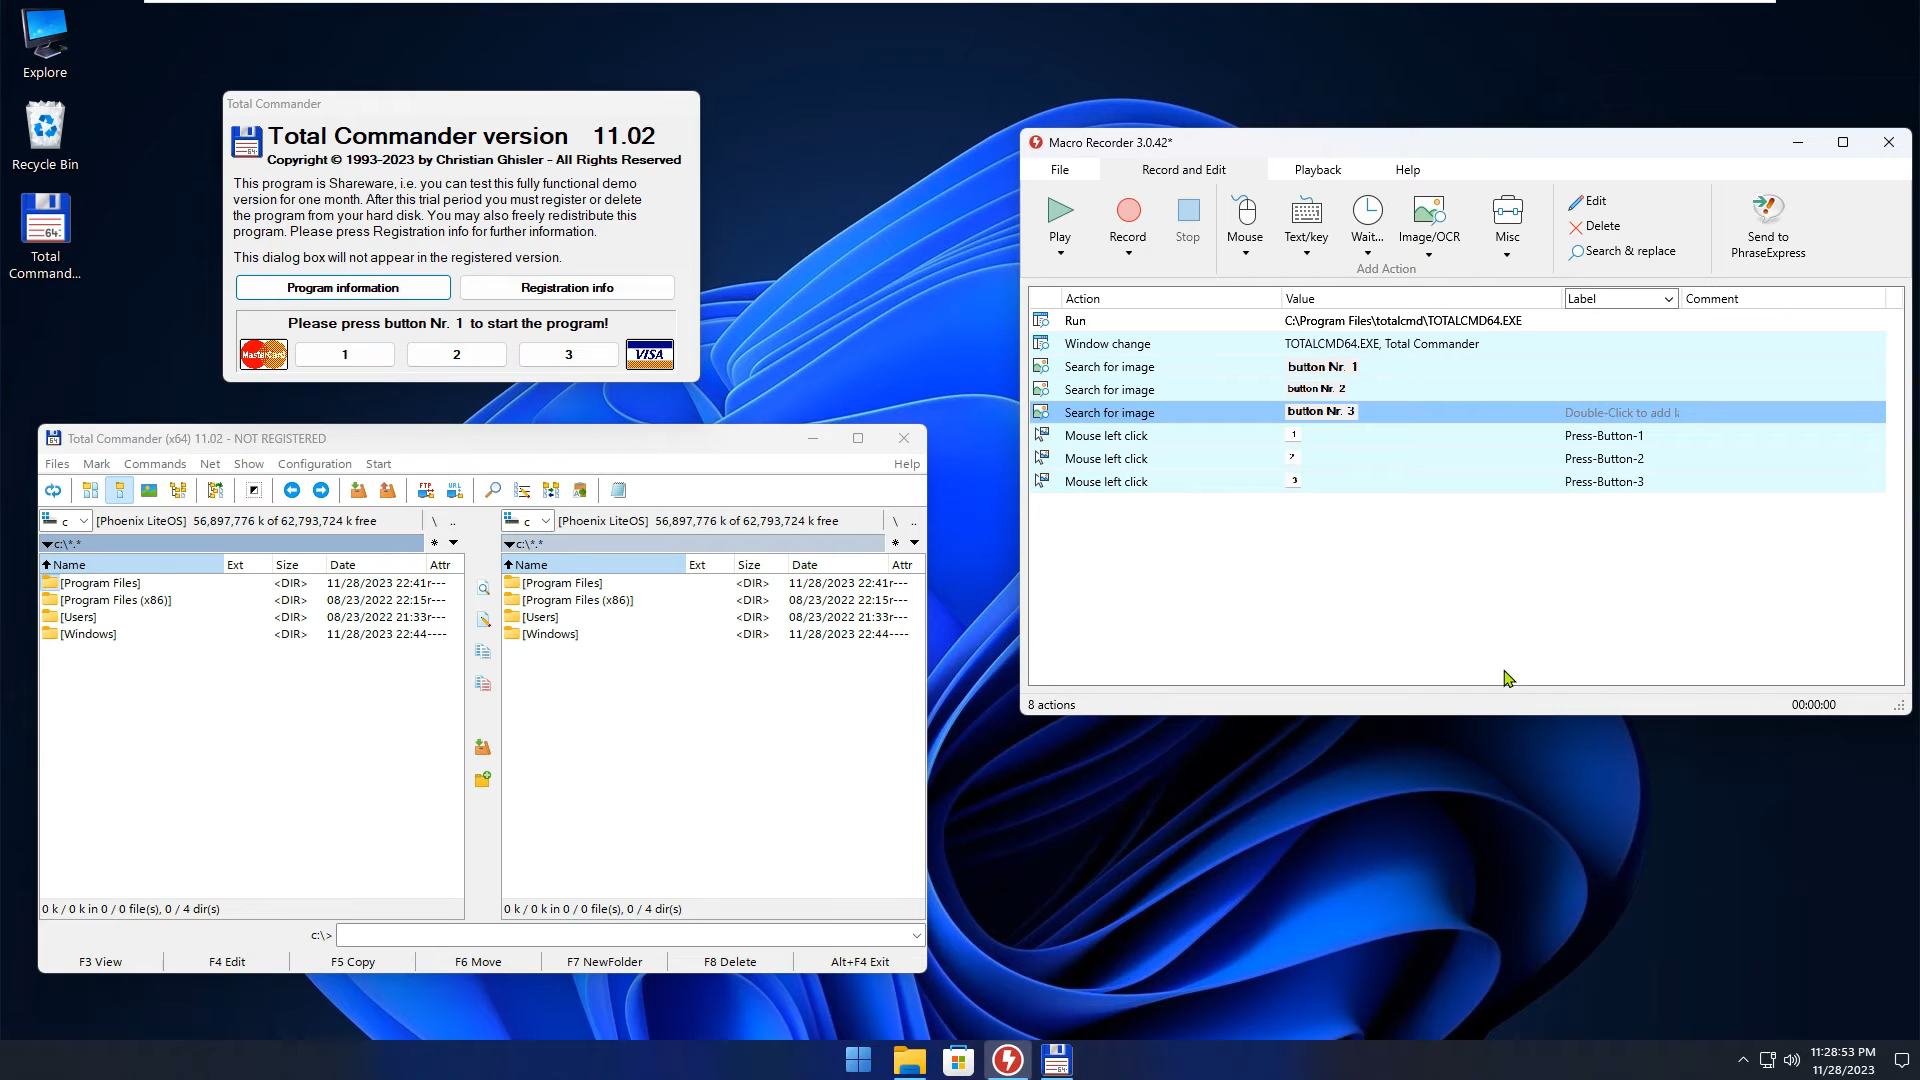 Explore
Recycle Bin
64:
Total
Command...
Total Commander
64:
Total Commander version 11.02
Copyright © 1993-2023 by Christian Ghisler - All Rights Reserved
This program is Shareware, i.e. you can test this fully functional demo
version for one month. After this trial period you must register or delete
the program from your hard disk. You may also freely redistribute this
program. Please press Registration info for further information.
This dialog box will not appear in the registered version.
Program information
Registration info
Please press button Nr. 1 to start the program!
MasterCard
1
2
3
VISA
Total Commander (x64) 11.02 - NOT REGISTERED
Files Mark Commands Net Show Configuration Start Help
FTP URL
c [Phoenix LiteOS] 56,897,776 k of 62,793,724 k free \ ..
c:\*.* *
Name Ext Size Date Attr
[Program Files] <DIR> 11/28/2023 22:41 r---
[Program Files (x86)] <DIR> 08/23/2022 22:15 r---
[Users] <DIR> 08/23/2022 21:33 r---
[Windows] <DIR> 11/28/2023 22:44 ----
0 k / 0 k in 0 / 0 file(s), 0 / 4 dir(s)
c [Phoenix LiteOS] 56,897,776 k of 62,793,724 k free \ ..
c:\*.* *
Name Ext Size Date Attr
[Program Files] <DIR> 11/28/2023 22:41 r---
[Program Files (x86)] <DIR> 08/23/2022 22:15 r---
[Users] <DIR> 08/23/2022 21:33 r---
[Windows] <DIR> 11/28/2023 22:44 ----
0 k / 0 k in 0 / 0 file(s), 0 / 4 dir(s)
c:\>
F3 View F4 Edit F5 Copy F6 Move F7 NewFolder F8 Delete Alt+F4 Exit
Macro Recorder 3.0.42*
File Record and Edit Playback Help
Play
Record
Stop
Mouse
Text/key
Wait...
Image/OCR
Misc
Add Action
Edit
Delete
Search & replace
Send to
PhraseExpress
Action Value Label Comment
Run C:\Program Files\totalcmd\TOTALCMD64.EXE
Window change TOTALCMD64.EXE, Total Commander
Search for image button Nr. 1
Search for image button Nr. 2
Search for image button Nr. 3 Double-Click to add l
Mouse left click 1 Press-Button-1
Mouse left click 2 Press-Button-2
Mouse left click 3 Press-Button-3
8 actions 00:00:00
64:
11:28:53 PM
11/28/2023